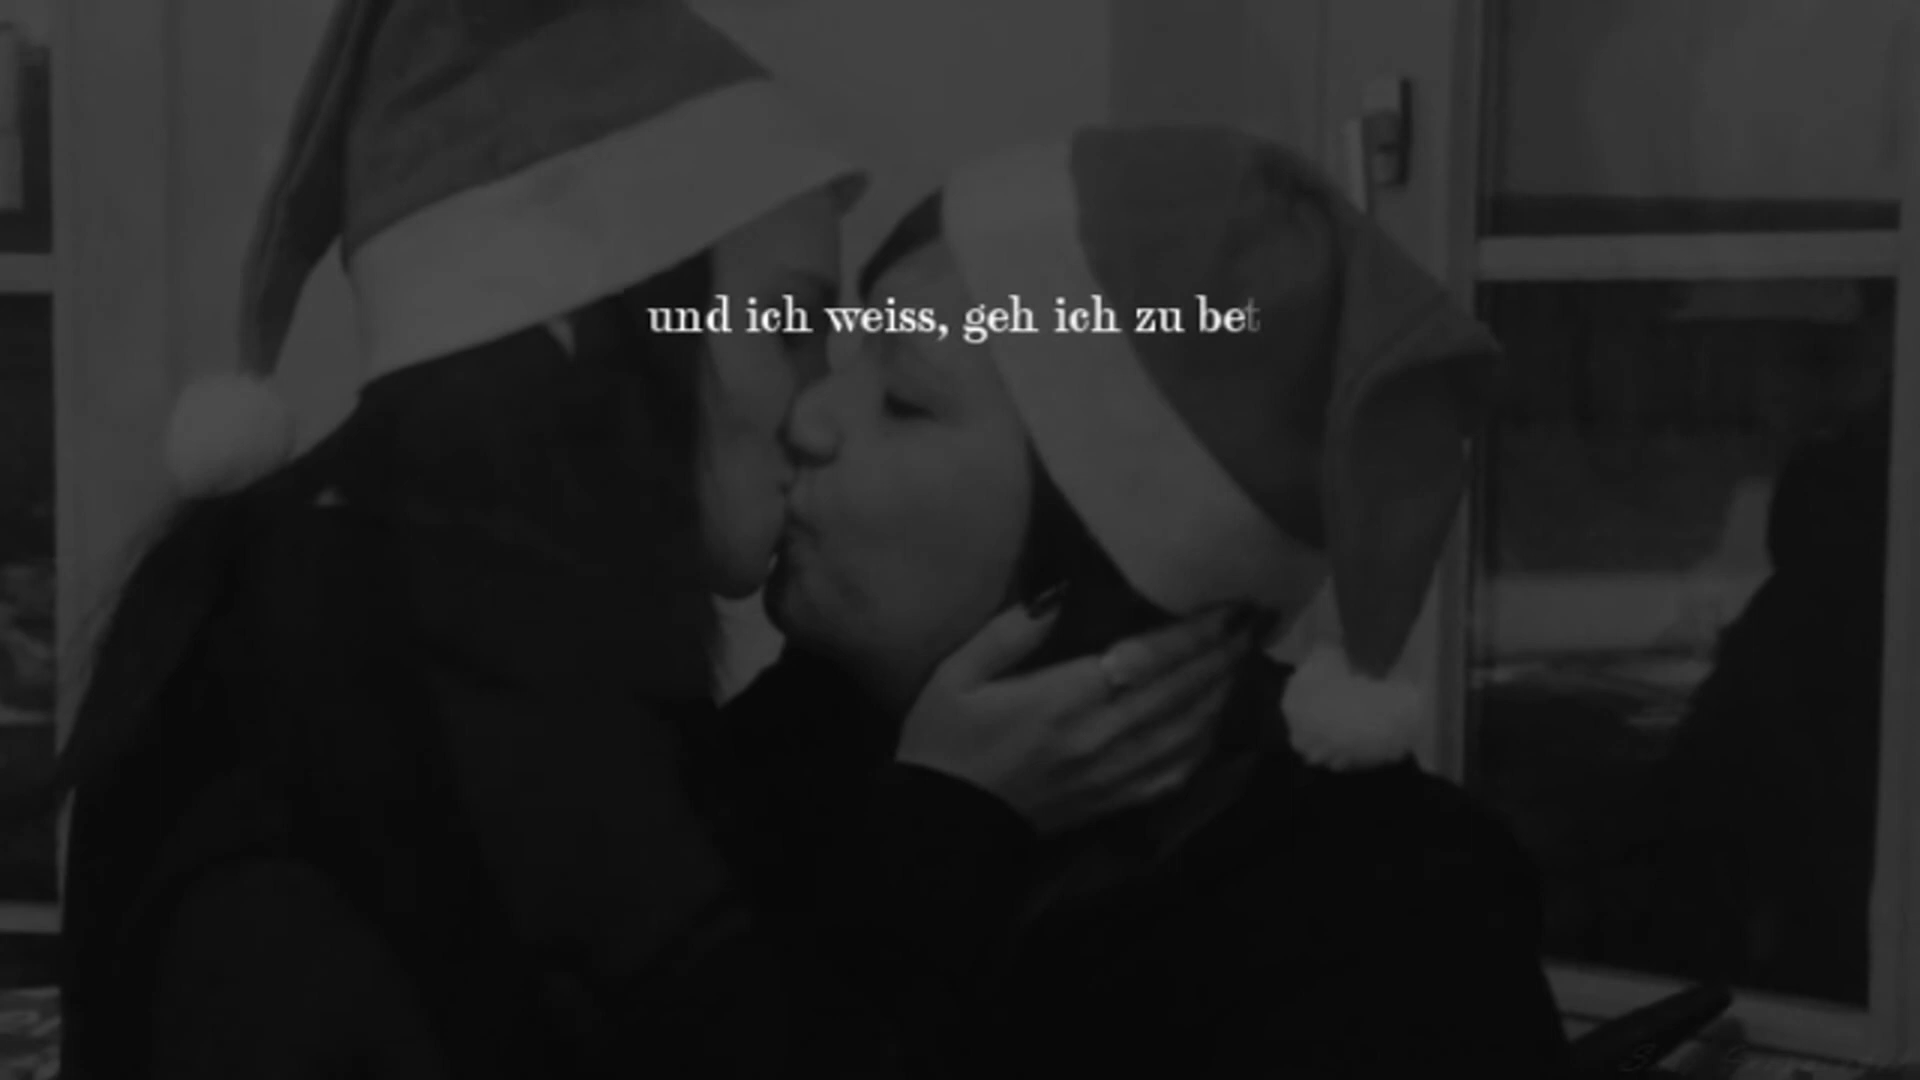 und ich weiss, geh ich zu bet